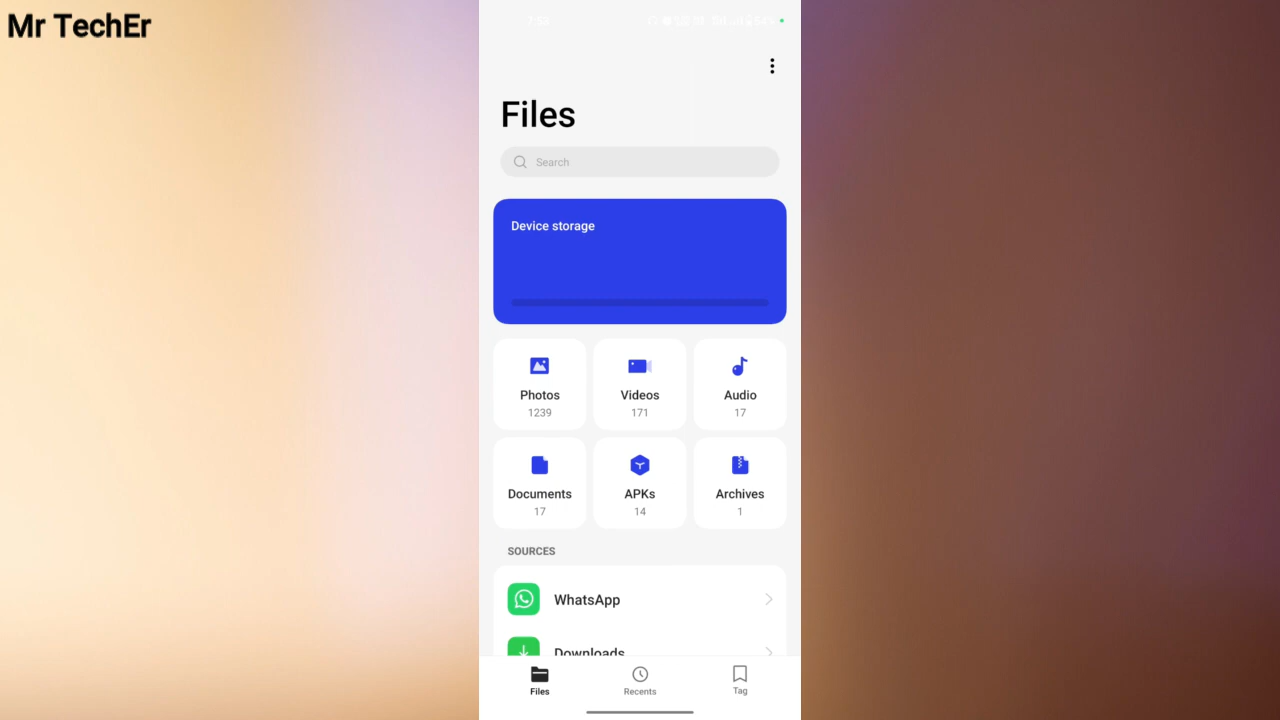 Mr TechEr
Files
Search
Device storage
Photos
1239
Videos
171
Audio
17
Documents
17
APKs
14
Archives
1
SOURCES
WhatsApp
Downloads
Files
Recents
Tag